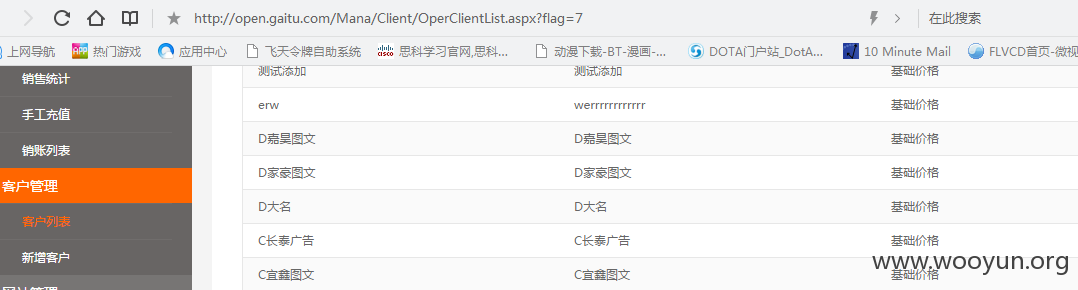 http://open.gaitu.com/Mana/Client/OperClientList.aspx?flag=7 在此搜索
上网导航 热门游戏 应用中心 飞天令牌自助系统 思科学习官网,思科... 动漫下载-BT-漫画-... DOTA门户站_DotA... 10 Minute Mail FLVCD首页-微视
销售统计 测试添加 测试添加 基础价格
erw werrrrrrrrrrrr 基础价格
手工充值
D嘉昊图文 D嘉昊图文 基础价格
销账列表
D家豪图文 D家豪图文 基础价格
客户管理
D大名 D大名 基础价格
客户列表
C长泰广告 C长泰广告 基础价格
新增客户
C宜鑫图文 C宜鑫图文 基础价格
www.wooyun.org